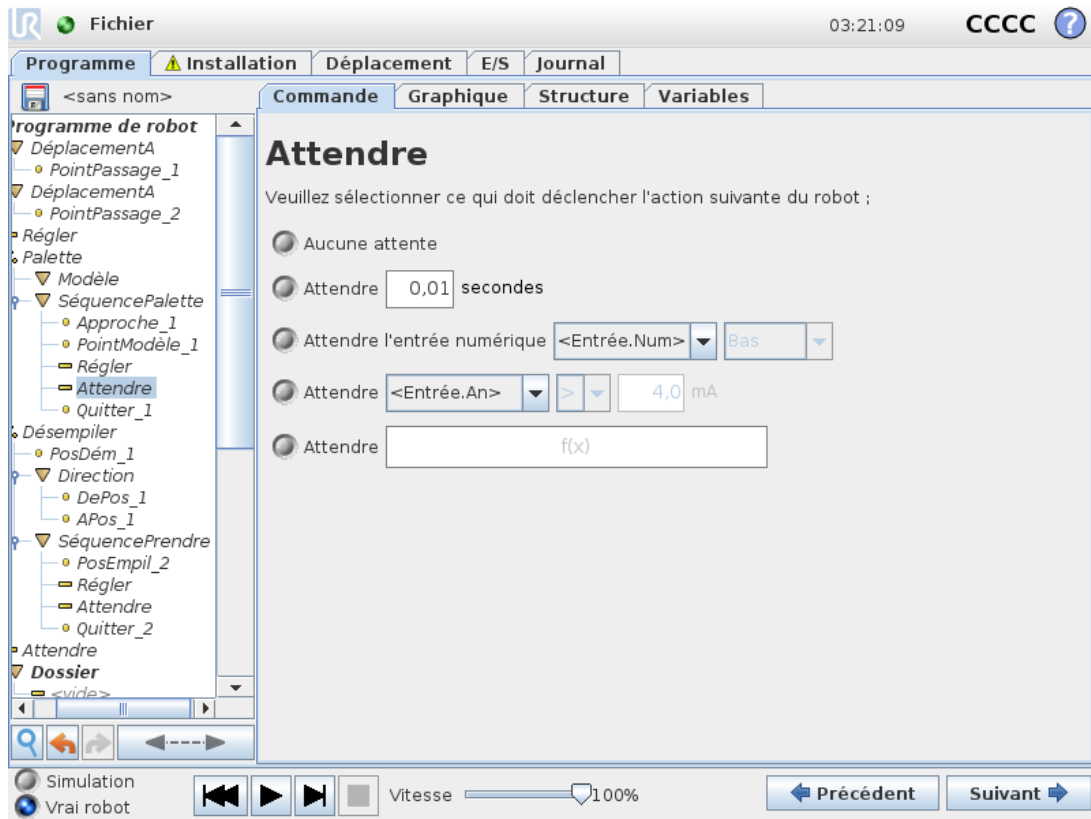 UR Fichier 03:21:09 CCCC ?
Programme Installation Déplacement E/S Journal
<sans nom>
Commande Graphique Structure Variables
Programme de robot
DéplacementA
PointPassage_1
DéplacementA
PointPassage_2
Régler
Palette
Modèle
SéquencePalette
Approche_1
PointModèle_1
Régler
Attendre
Quitter_1
Désempiler
PosDém_1
Direction
DePos_1
APos_1
SéquencePrendre
PosEmpil_2
Régler
Attendre
Quitter_2
Attendre
Dossier
<vide>
Attendre
Veuillez sélectionner ce qui doit déclencher l'action suivante du robot ;
Aucune attente
Attendre 0,01 secondes
Attendre l'entrée numérique <Entrée.Num> Bas
Attendre <Entrée.An> > 4,0 mA
Attendre f(x)
Simulation
Vrai robot
Vitesse 100%
Précédent Suivant